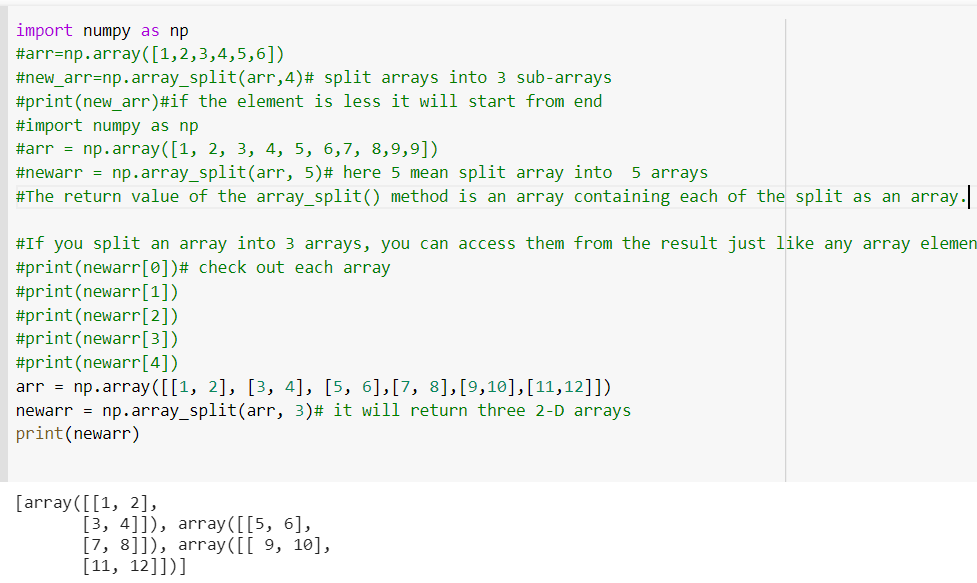 import numpy as np
#arr=np.array([1,2,3,4,5,6])
#new_arr=np.array_split(arr,4)# split arrays into 3 sub-arrays
#print(new_arr)#if the element is less it will start from end
#import numpy as np
#arr = np.array([1, 2, 3, 4, 5, 6,7, 8,9,9])
#newarr = np.array_split(arr, 5)# here 5 mean split array into  5 arrays
#The return value of the array_split() method is an array containing each of the split as an array.
#If you split an array into 3 arrays, you can access them from the result just like any array elemen
#print(newarr[0])# check out each array
#print(newarr[1])
#print(newarr[2])
#print(newarr[3])
#print(newarr[4])
arr = np.array([[1, 2], [3, 4], [5, 6],[7, 8],[9,10],[11,12]])
newarr = np.array_split(arr, 3)# it will return three 2-D arrays
print(newarr)
[array([[1, 2],
       [3, 4]]), array([[5, 6],
       [7, 8]]), array([[ 9, 10],
       [11, 12]])]